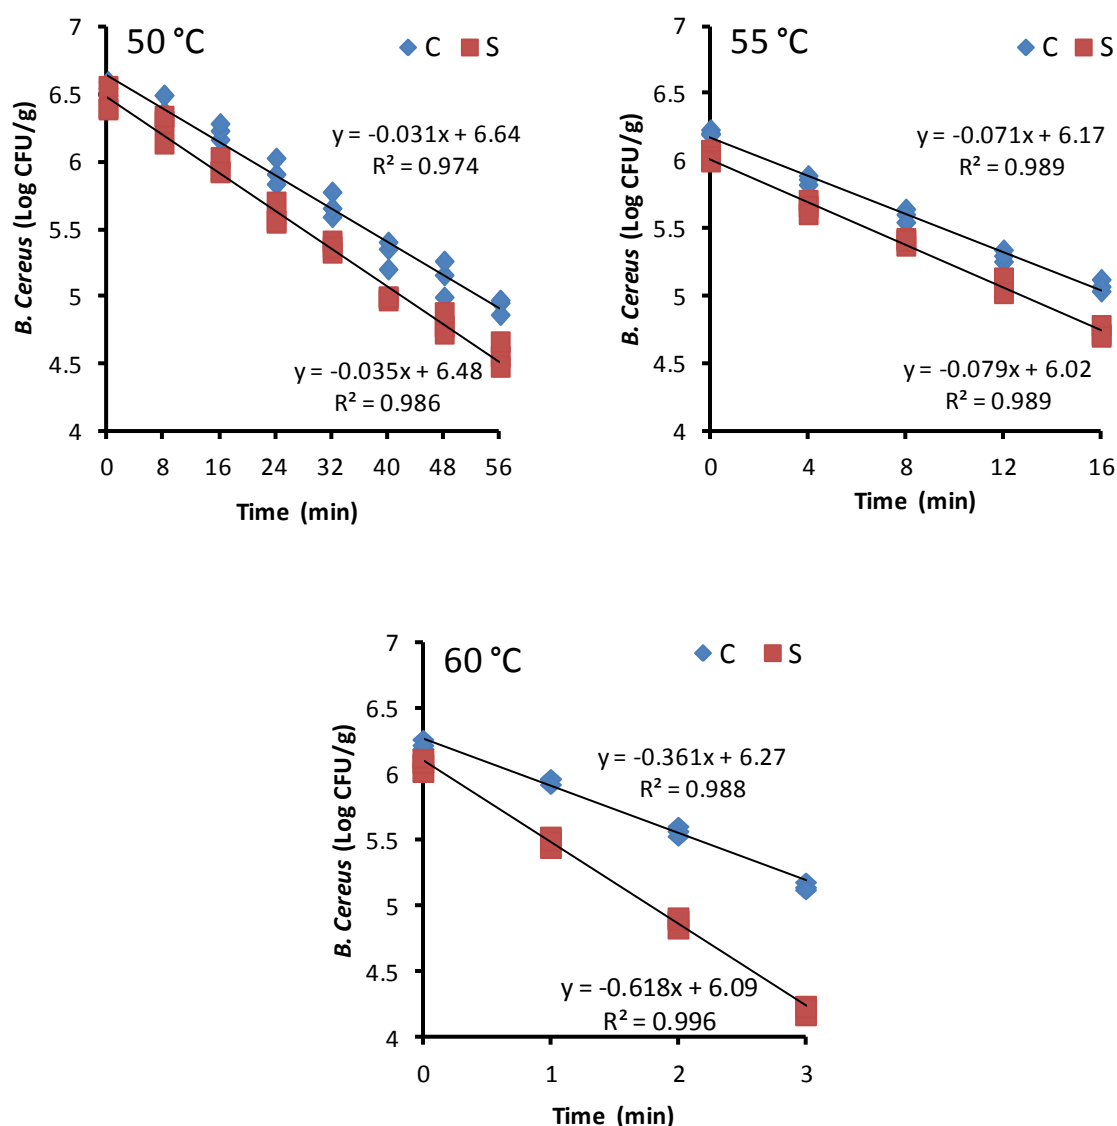 50 °C
C
S
7
6.5
6
5.5
5
4.5
4
B. Cereus (Log CFU/g)
y = -0.031x + 6.64
R² = 0.974
y = -0.035x + 6.48
R² = 0.986
0 8 16 24 32 40 48 56
Time (min)
55 °C
C
S
7
6.5
6
5.5
5
4.5
4
B. Cereus (Log CFU/g)
y = -0.071x + 6.17
R² = 0.989
y = -0.079x + 6.02
R² = 0.989
0 4 8 12 16
Time (min)
60 °C
C
S
7
6.5
6
5.5
5
4.5
4
B. Cereus (Log CFU/g)
y = -0.361x + 6.27
R² = 0.988
y = -0.618x + 6.09
R² = 0.996
0 1 2 3
Time (min)